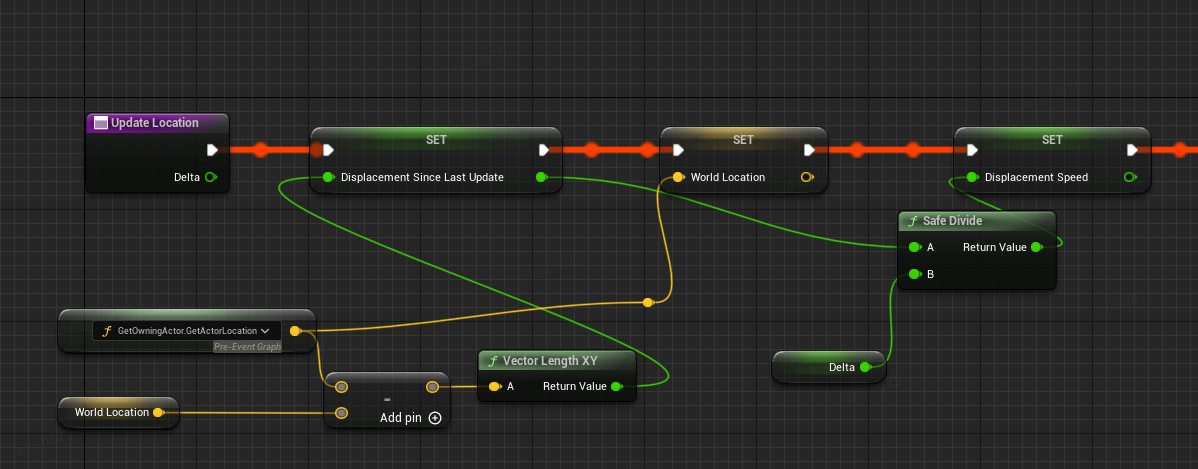 Update Location
Delta
SET
Displacement Since Last Update
SET
World Location
SET
Displacement Speed
Safe Divide
A
Return Value
B
GetOwningActor.GetActorLocation
Pre-Event Graph
Vector Length XY
A
Return Value
Delta
World Location
-
Add pin